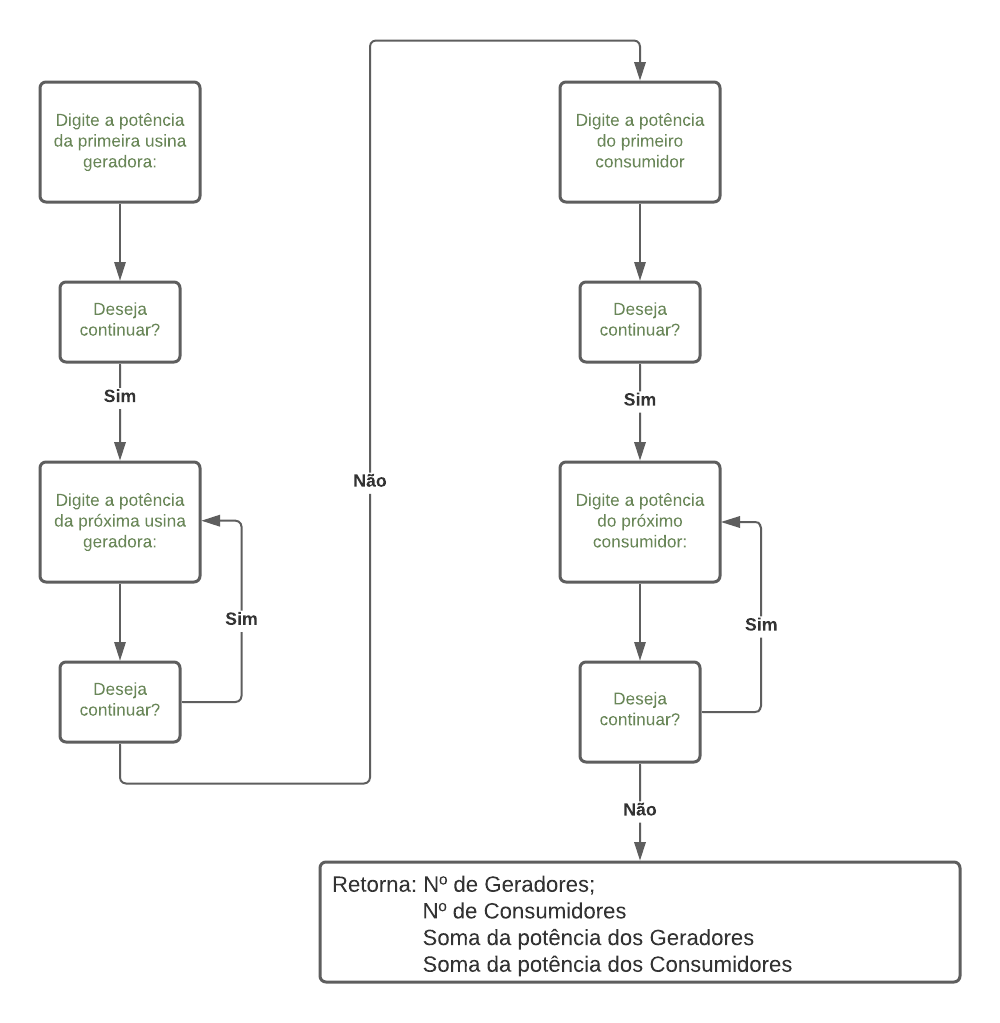 Digite a potência
da primeira usina
geradora:
Deseja
continuar?
Sim
Digite a potência
da próxima usina
geradora:
Sim
Deseja
continuar?
Não
Digite a potência
do primeiro
consumidor
Deseja
continuar?
Sim
Digite a potência
do próximo
consumidor:
Sim
Deseja
continuar?
Não
Retorna: Nº de Geradores;
Nº de Consumidores
Soma da potência dos Geradores
Soma da potência dos Consumidores